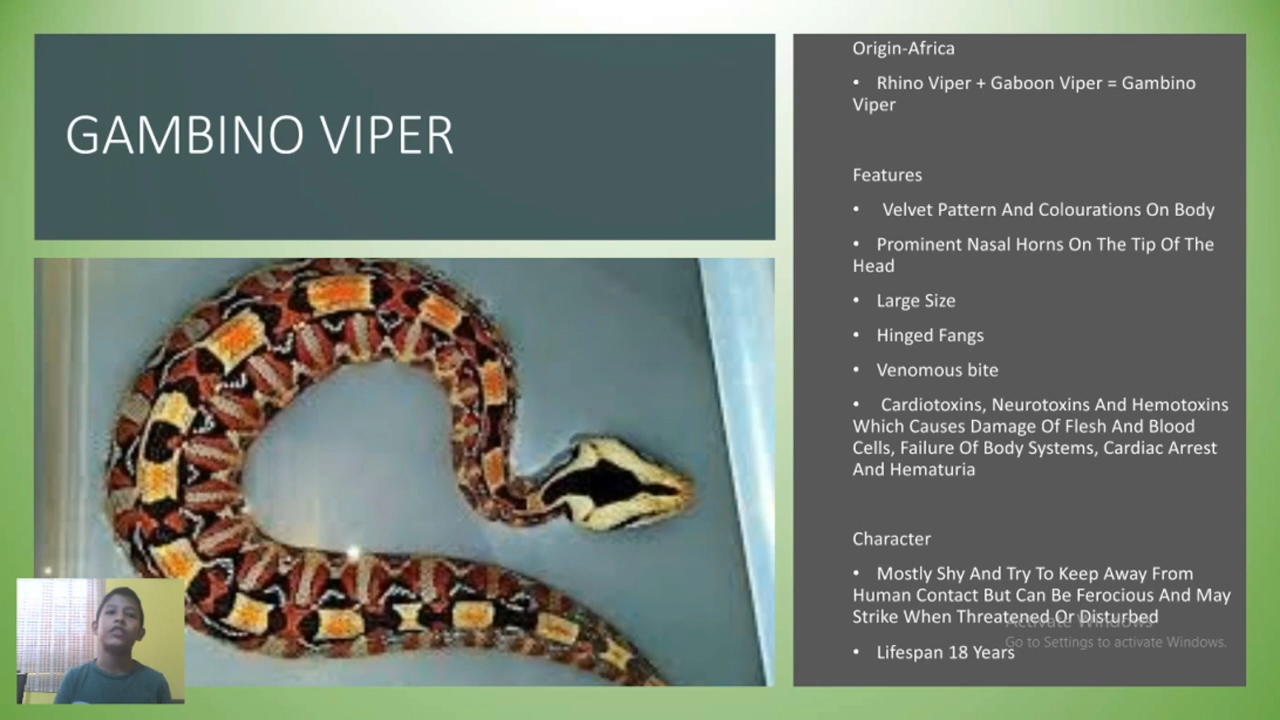 GAMBINO VIPER
Origin-Africa
• Rhino Viper + Gaboon Viper = Gambino
Viper
Features
• Velvet Pattern And Colourations On Body
• Prominent Nasal Horns On The Tip Of The
Head
• Large Size
• Hinged Fangs
• Venomous bite
• Cardiotoxins, Neurotoxins And Hemotoxins
Which Causes Damage Of Flesh And Blood
Cells, Failure Of Body Systems, Cardiac Arrest
And Hematuria
Character
• Mostly Shy And Try To Keep Away From
Human Contact But Can Be Ferocious And May
Strike When Threatened Or Disturbed
Activate Windows
Go to Settings to activate Windows.
• Lifespan 18 Years